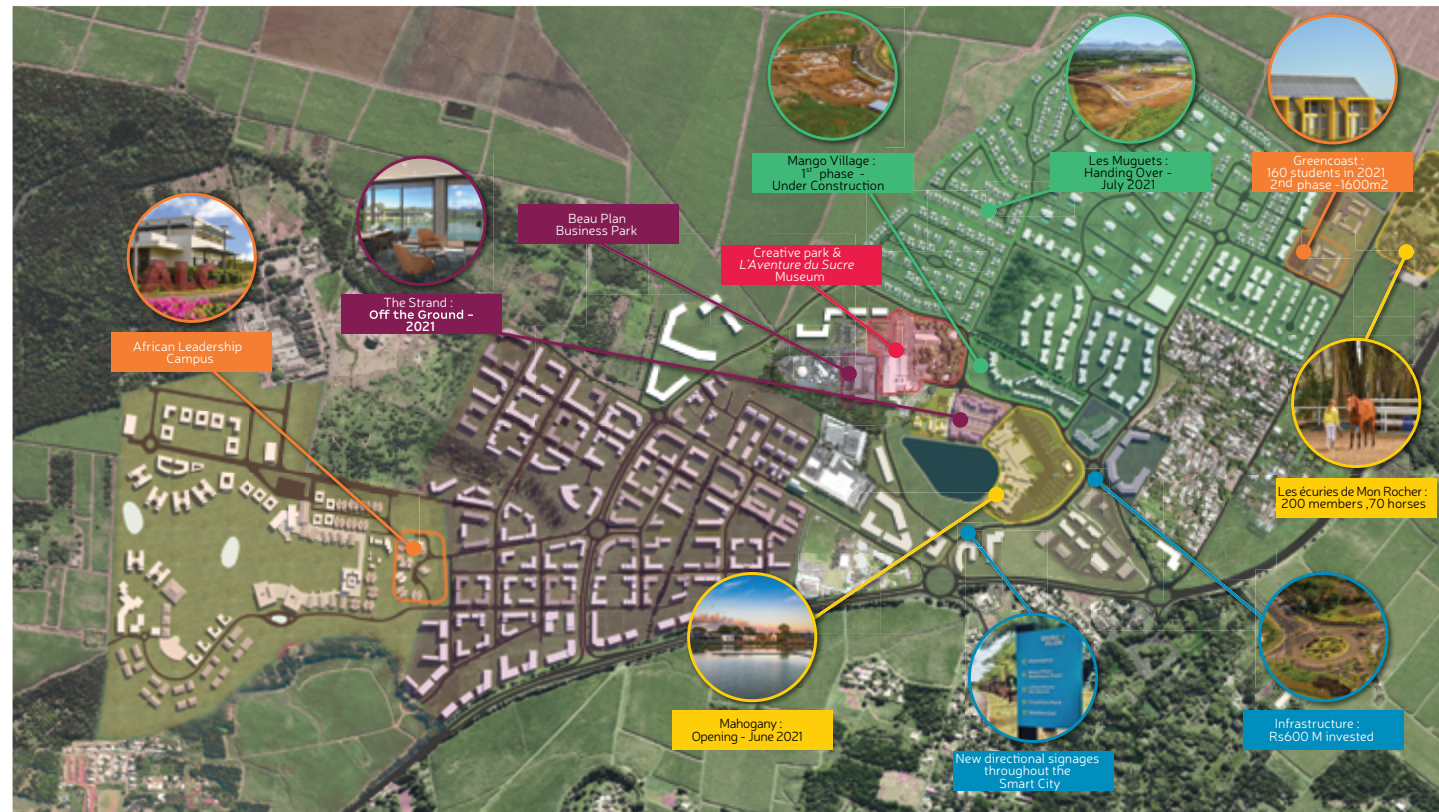 Mango Village :
1st phase -
Under Construction
Les Muguets :
Handing Over -
July 2021
Greencoast :
160 students in 2021
2nd phase -1600m2
Beau Plan
Business Park
Creative park &
L'Aventure du Sucre
Museum
ALC
The Strand :
Off the Ground -
2021
African Leadership
Campus
Les écuries de Mon Rocher :
200 members ,70 horses
BEAU
PLAN
Mahogany :
Opening - June 2021
Infrastructure :
Rs600 M invested
New directional signages
throughout the
Smart City